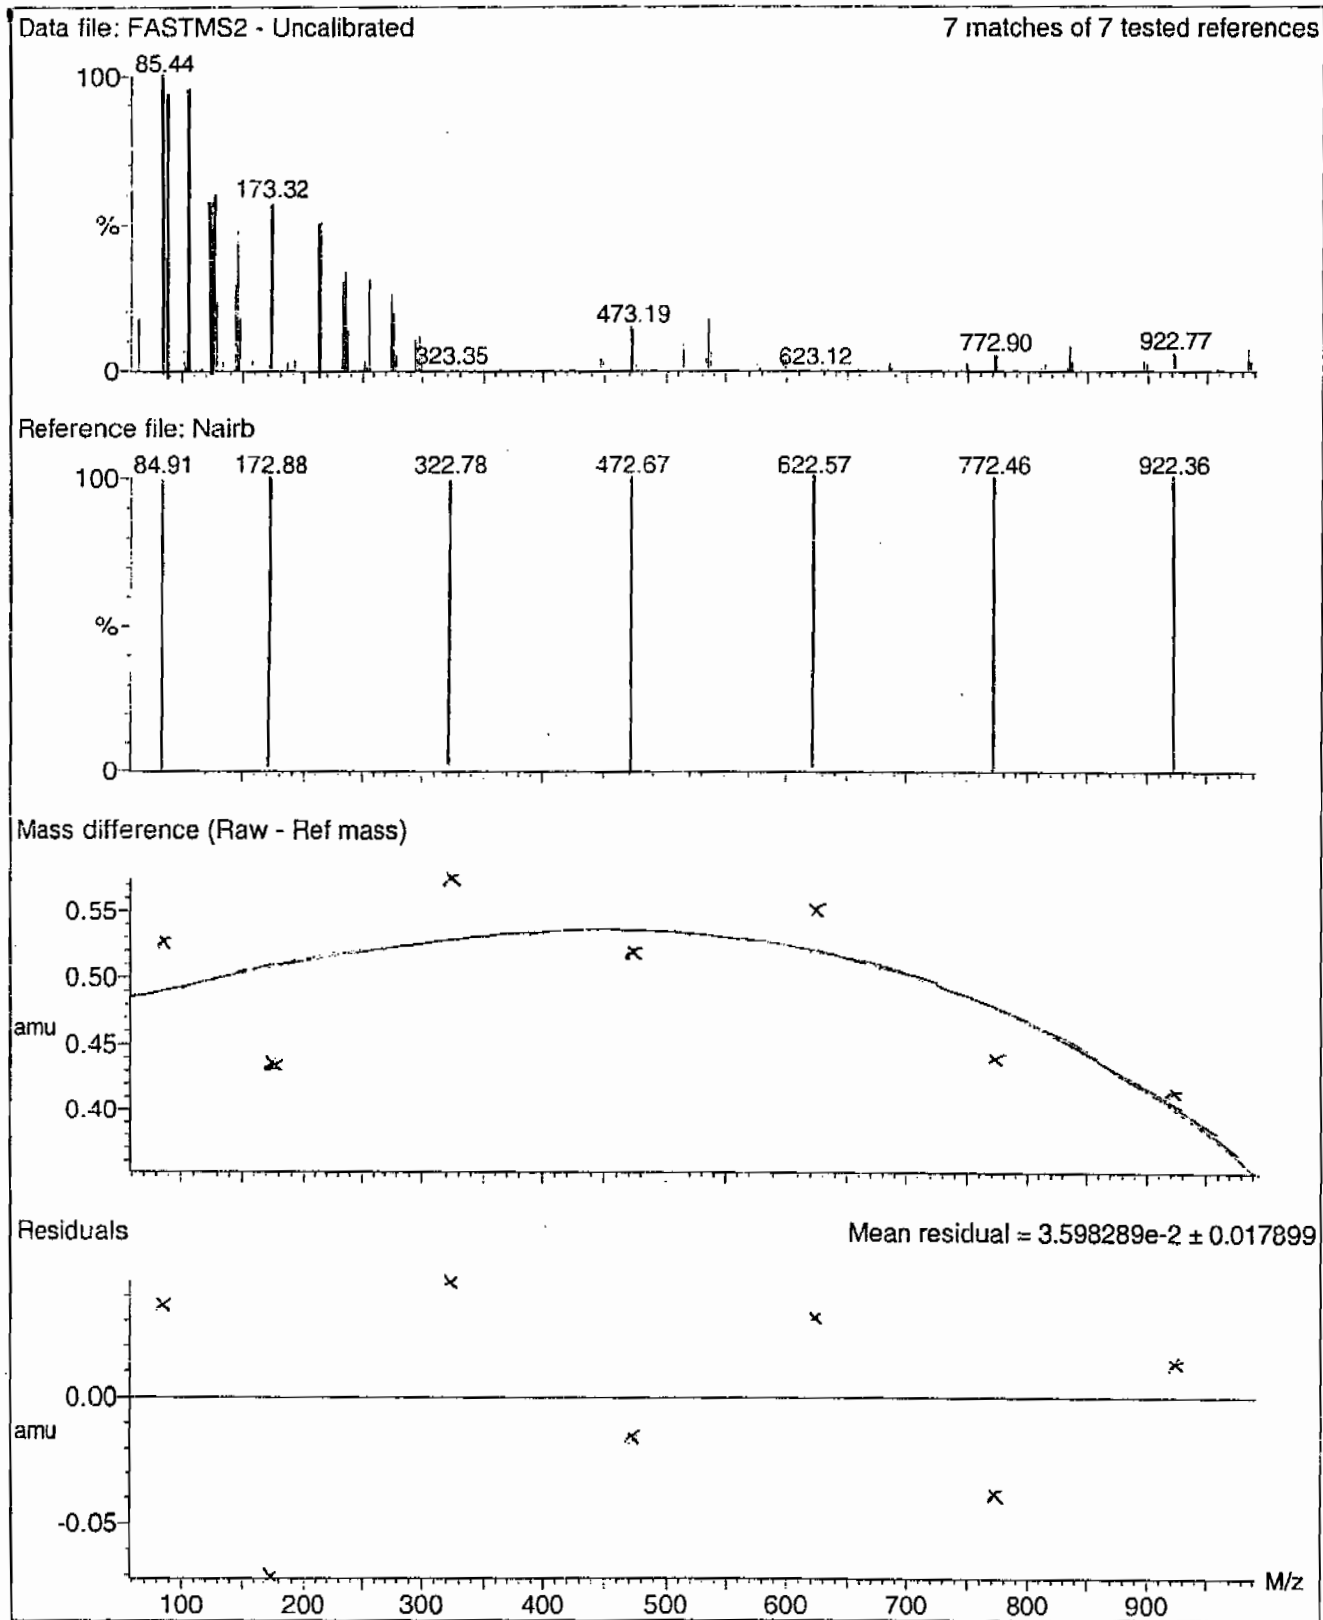 Data file: FASTMS2 - Uncalibrated 7 matches of 7 tested references
85.44
100
173.32
%
473.19
323.35 623.12 772.90 922.77
0
Reference file: Nairb
84.91 172.88 322.78 472.67 622.57 772.46 922.36
100
%
0
Mass difference (Raw - Ref mass)
0.55
0.50
amu
0.45
0.40
Residuals Mean residual = 3.598289e-2 ± 0.017899
0.00
amu
-0.05
M/z
100 200 300 400 500 600 700 800 900